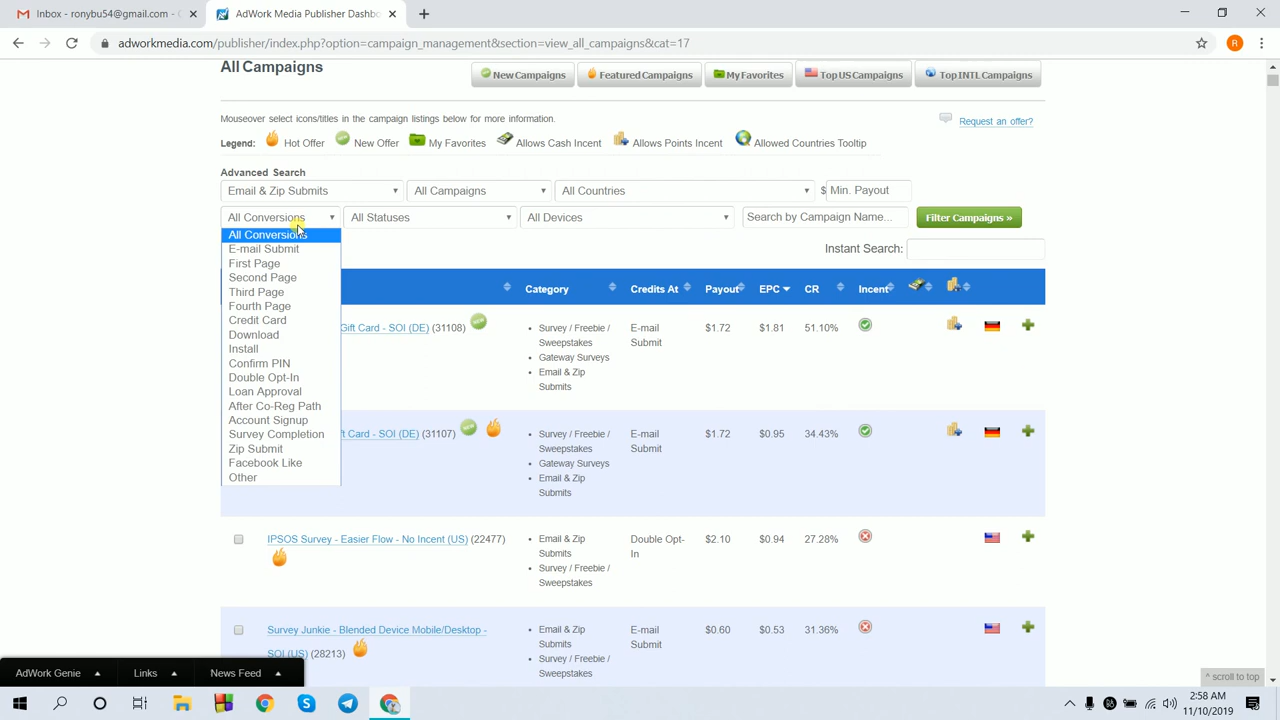 Inbox - ronybu54@gmail.com -
AdWork Media Publisher Dashbo
adworkmedia.com/publisher/index.php?option=campaign_management&section=view_all_campaigns&cat=17
R
All Campaigns
New Campaigns
Featured Campaigns
My Favorites
Top US Campaigns
Top INTL Campaigns
Mouseover select icons/titles in the campaign listings below for more information.
Request an offer?
Legend: Hot Offer New Offer My Favorites Allows Cash Incent Allows Points Incent Allowed Countries Tooltip
Advanced Search
Email & Zip Submits All Campaigns All Countries $ Min. Payout
All Conversions All Statuses All Devices Search by Campaign Name... Filter Campaigns »
All Conversions
E-mail Submit
First Page
Second Page
Third Page
Fourth Page
Credit Card
Download
Install
Confirm PIN
Double Opt-In
Loan Approval
After Co-Reg Path
Account Signup
Survey Completion
Zip Submit
Facebook Like
Other
Instant Search:
Category Credits At Payout EPC CR Incent
Gift Card - SOI (DE) (31108) NEW
• Survey / Freebie /
Sweepstakes
• Gateway Surveys
• Email & Zip
Submits
E-mail
Submit
$1.72 $1.81 51.10%
ft Card - SOI (DE) (31107) NEW
• Survey / Freebie /
Sweepstakes
• Gateway Surveys
• Email & Zip
Submits
E-mail
Submit
$1.72 $0.95 34.43%
IPSOS Survey - Easier Flow - No Incent (US) (22477)
• Email & Zip
Submits
• Survey / Freebie /
Sweepstakes
Double Opt-
In
$2.10 $0.94 27.28%
Survey Junkie - Blended Device Mobile/Desktop -
SOI (US) (28213)
• Email & Zip
Submits
• Survey / Freebie /
Sweepstakes
E-mail
Submit
$0.60 $0.53 31.36%
AdWork Genie Links News Feed
^ scroll to top
2:58 AM
11/10/2019